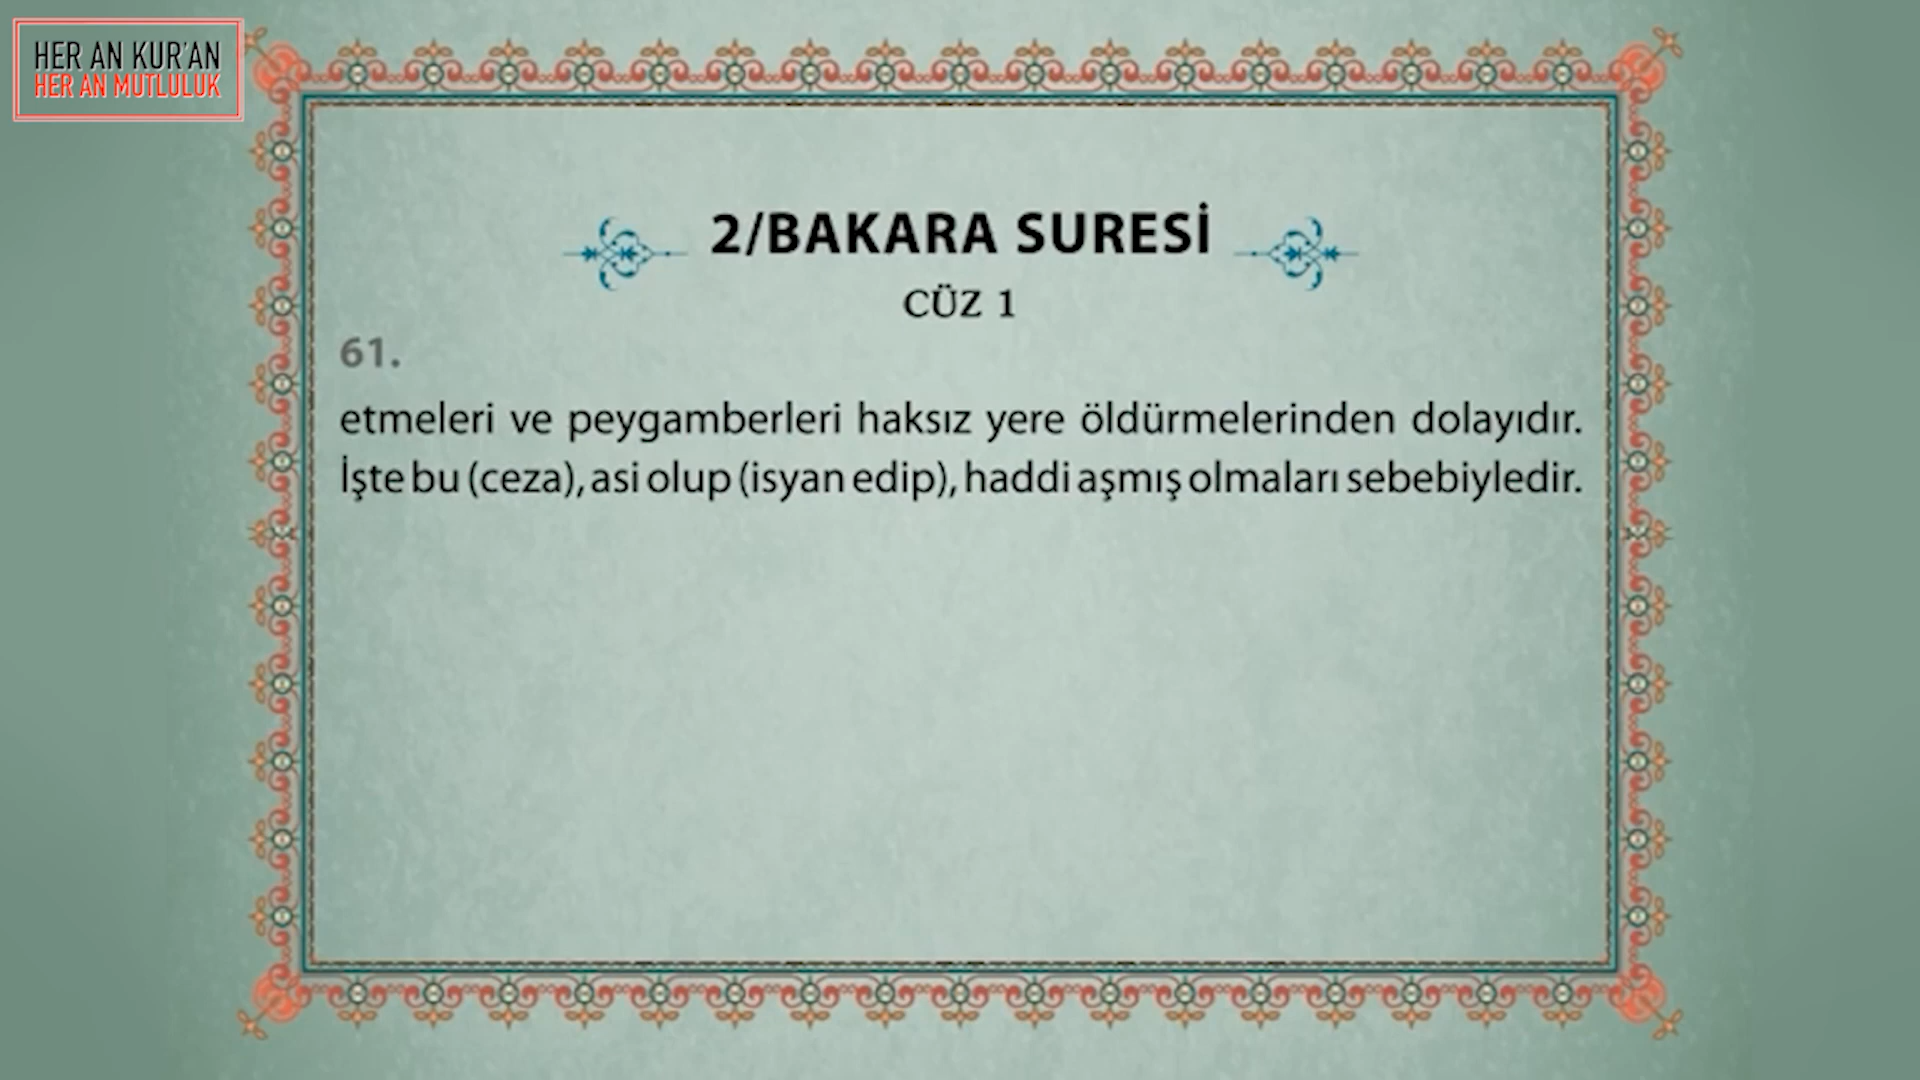 HER AN KUR'AN
HER AN MUTLULUK
2/BAKARA SURESİ
CÜZ 1
61.
etmeleri ve peygamberleri haksız yere öldürmelerinden dolayıdır.
İşte bu (ceza), asi olup (isyan edip), haddi aşmış olmaları sebebiyledir.